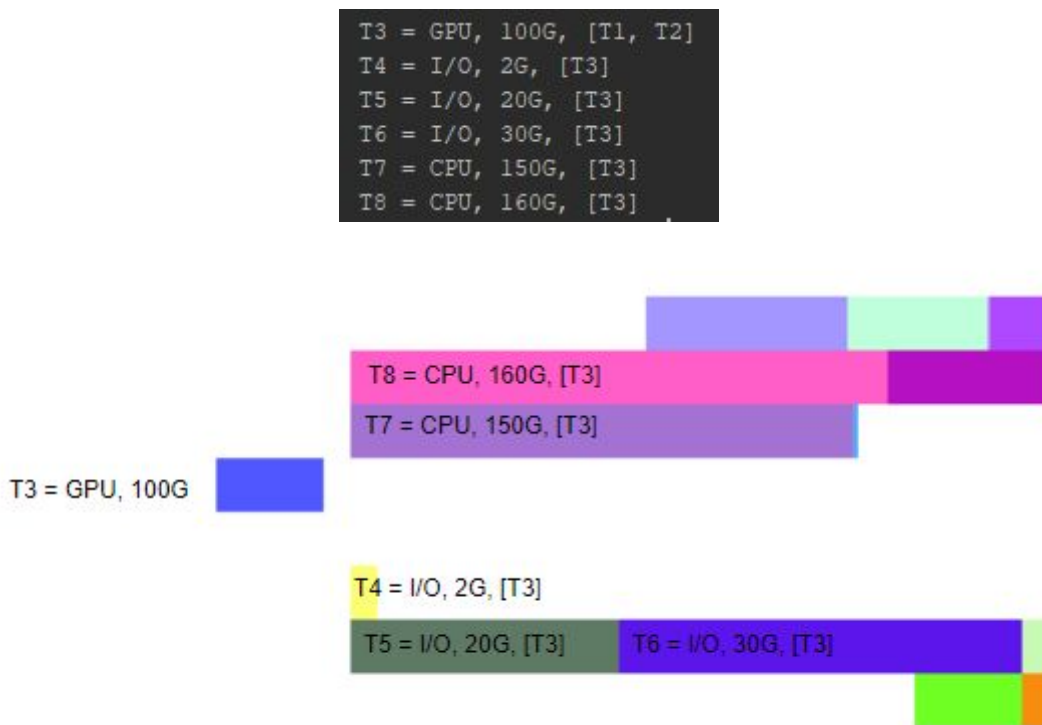 T3 = GPU, 100G, [T1, T2]
T4 = I/O, 2G, [T3]
T5 = I/O, 20G, [T3]
T6 = I/O, 30G, [T3]
T7 = CPU, 150G, [T3]
T8 = CPU, 160G, [T3]
T8 = CPU, 160G, [T3]
T7 = CPU, 150G, [T3]
T3 = GPU, 100G
T4 = I/O, 2G, [T3]
T5 = I/O, 20G, [T3]
T6 = I/O, 30G, [T3]